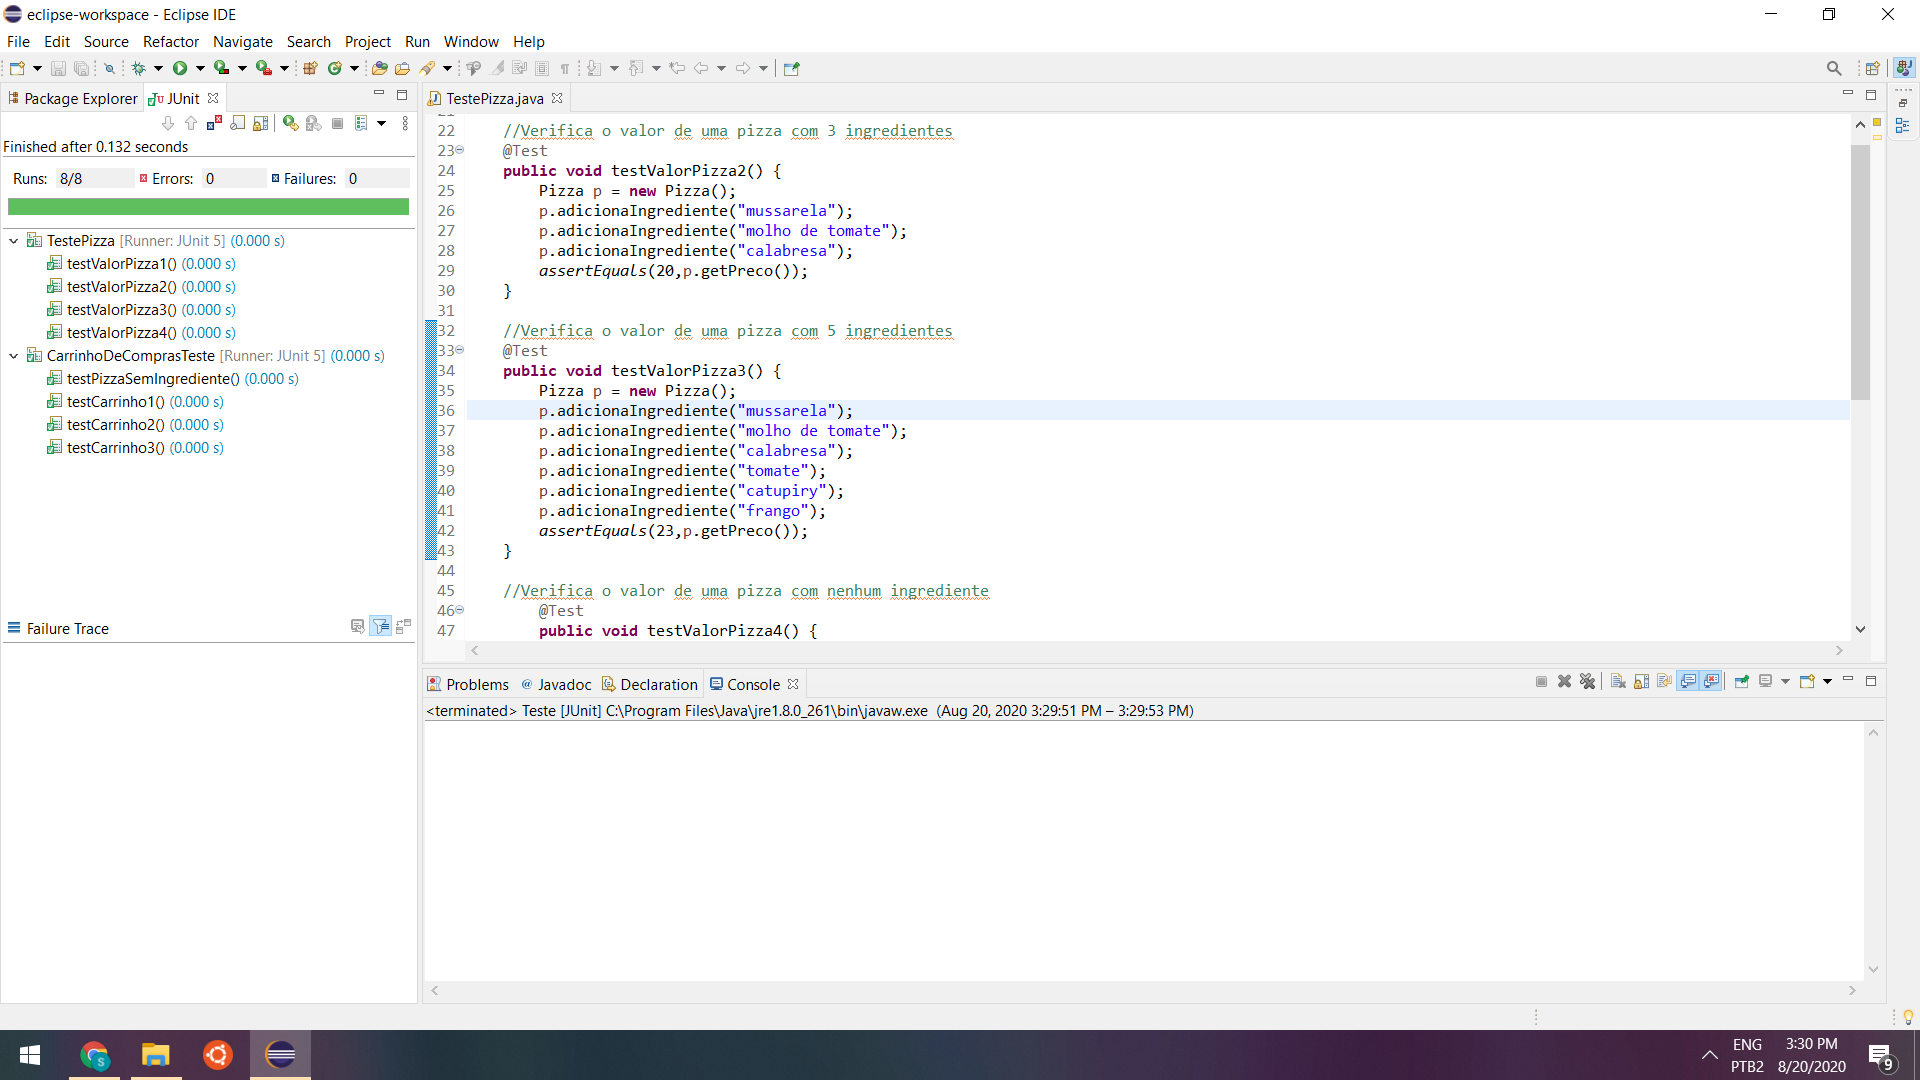 eclipse-workspace - Eclipse IDE
File Edit Source Refactor Navigate Search Project Run Window Help
Package Explorer JUnit
Finished after 0.132 seconds
Runs: 8/8 Errors: 0 Failures: 0
TestePizza [Runner: JUnit 5] (0.000 s)
testValorPizza1() (0.000 s)
testValorPizza2() (0.000 s)
testValorPizza3() (0.000 s)
testValorPizza4() (0.000 s)
CarrinhoDeComprasTeste [Runner: JUnit 5] (0.000 s)
testPizzaSemIngrediente() (0.000 s)
testCarrinho1() (0.000 s)
testCarrinho2() (0.000 s)
testCarrinho3() (0.000 s)
Failure Trace
TestePizza.java
22 //Verifica o valor de uma pizza com 3 ingredientes
23 @Test
24 public void testValorPizza2() {
25 Pizza p = new Pizza();
26 p.adicionaIngrediente("mussarela");
27 p.adicionaIngrediente("molho de tomate");
28 p.adicionaIngrediente("calabresa");
29 assertEquals(20,p.getPreco());
30 }
31
32 //Verifica o valor de uma pizza com 5 ingredientes
33 @Test
34 public void testValorPizza3() {
35 Pizza p = new Pizza();
36 p.adicionaIngrediente("mussarela");
37 p.adicionaIngrediente("molho de tomate");
38 p.adicionaIngrediente("calabresa");
39 p.adicionaIngrediente("tomate");
40 p.adicionaIngrediente("catupiry");
41 p.adicionaIngrediente("frango");
42 assertEquals(23,p.getPreco());
43 }
44
45 //Verifica o valor de uma pizza com nenhum ingrediente
46 @Test
47 public void testValorPizza4() {
Problems @ Javadoc Declaration Console
<terminated> Teste [JUnit] C:\Program Files\Java\jre1.8.0_261\bin\javaw.exe (Aug 20, 2020 3:29:51 PM – 3:29:53 PM)
ENG 3:30 PM
PTB2 8/20/2020
9